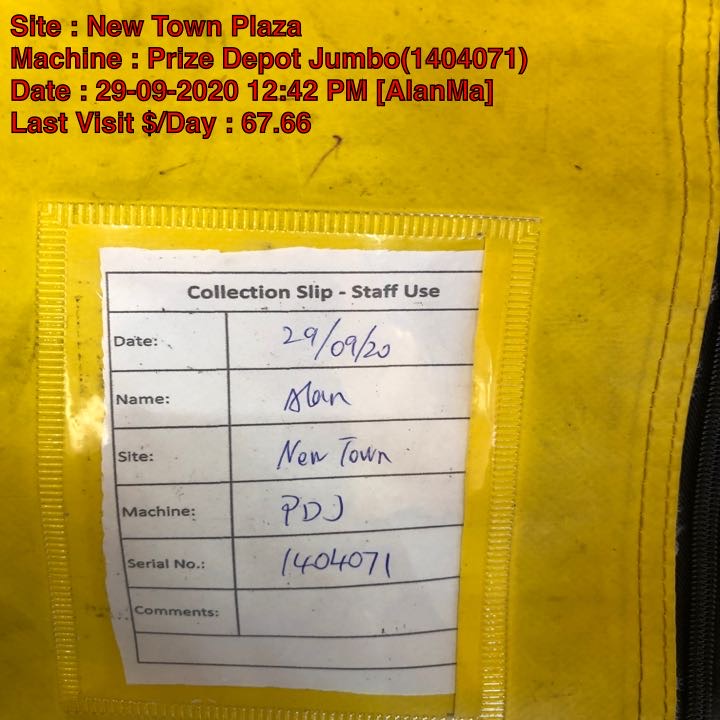 Site : New Town Plaza
Machine : Prize Depot Jumbo(1404071)
Date : 29-09-2020 12:42 PM [AlanMa]
Last Visit $/Day : 67.66
Collection Slip - Staff Use
Date: 29/09/20
Name: Alan
Site: New Town
Machine: PDJ
Serial No.: 1404071
Comments: